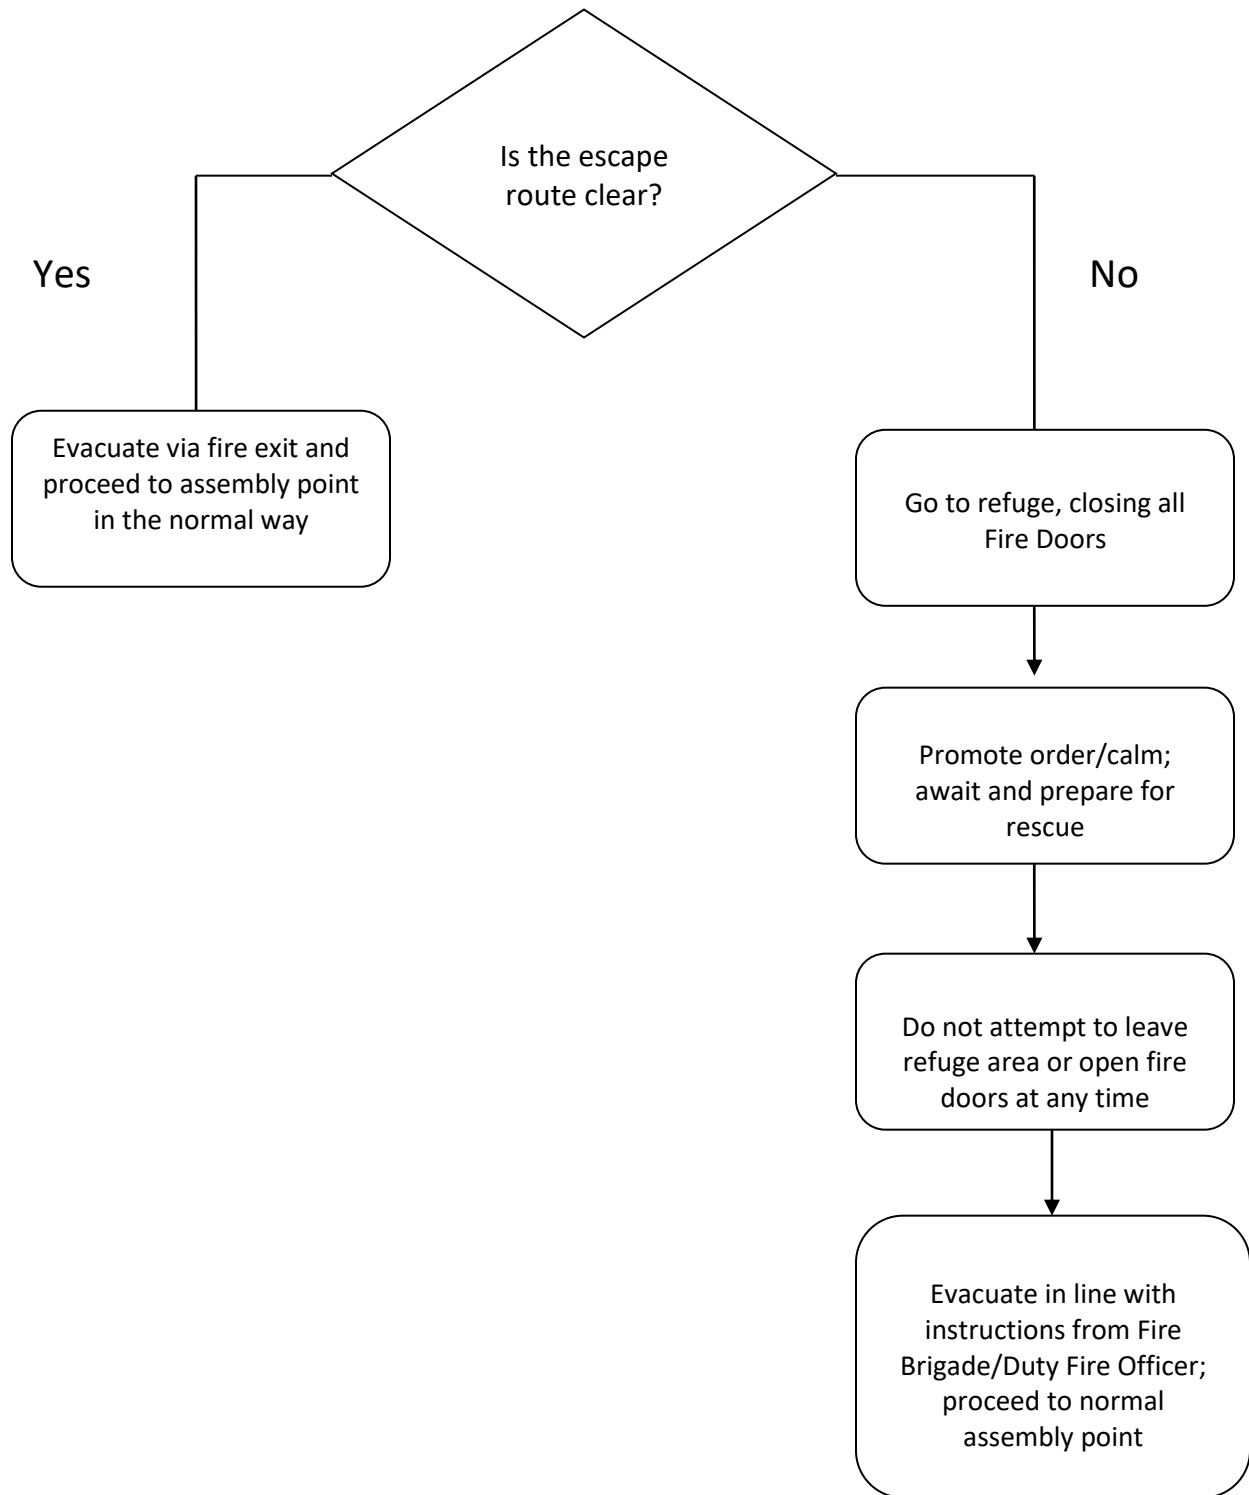 Is the escape
route clear?
Yes
No
Evacuate via fire exit and
proceed to assembly point
in the normal way
Go to refuge, closing all
Fire Doors
Promote order/calm;
await and prepare for
rescue
Do not attempt to leave
refuge area or open fire
doors at any time
Evacuate in line with
instructions from Fire
Brigade/Duty Fire Officer;
proceed to normal
assembly point